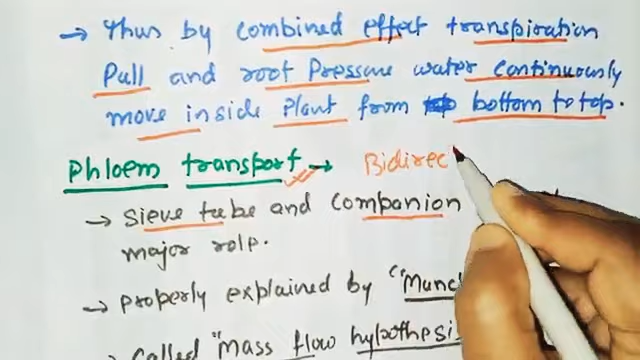 → Thus by combined effect transpiration
Pull and root Pressure water continuously
move inside Plant from bottom to top.
Phloem transport → Bidirec
→ sieve tube and Companion
major role.
→ properly explained by "Munc
→ called "Mass flow hypothesis